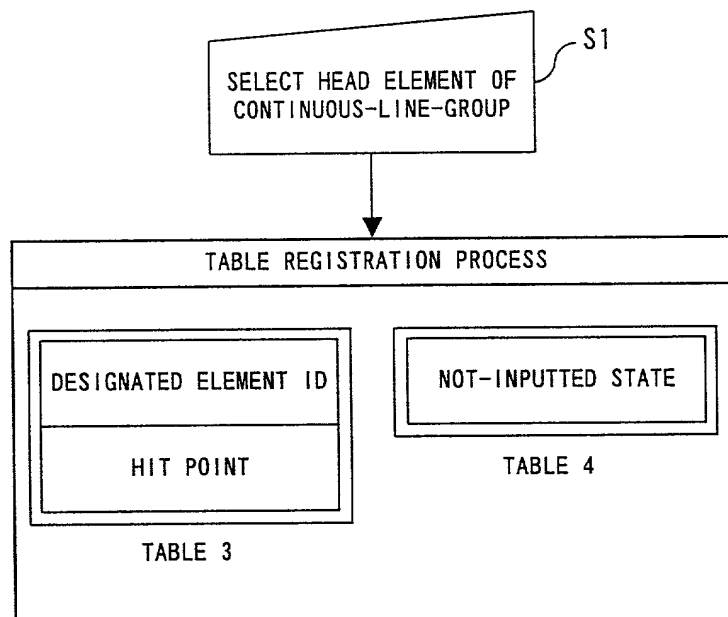 S1
SELECT HEAD ELEMENT OF
CONTINUOUS-LINE-GROUP
TABLE REGISTRATION PROCESS
DESIGNATED ELEMENT ID
HIT POINT
TABLE 3
NOT-INPUTTED STATE
TABLE 4